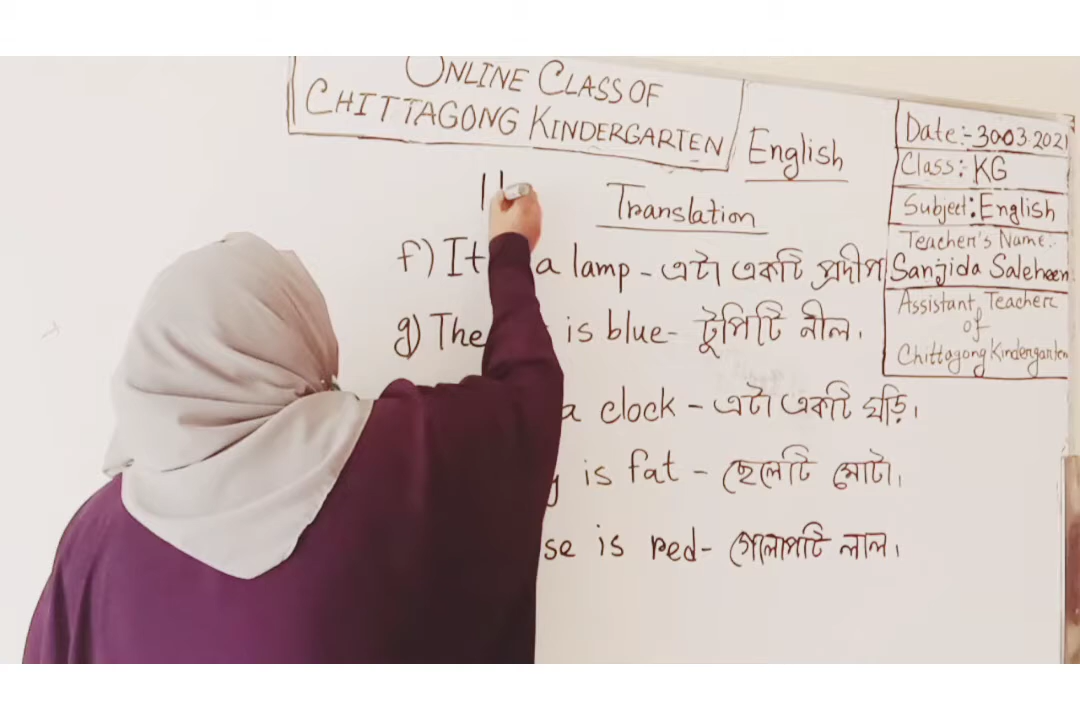 ONLINE CLASS OF
CHITTAGONG KINDERGARTEN
English
Translation
f) It a lamp - এটা একটি প্রদীপ
g) The is blue- টুপিটি নীল।
a clock - এটা একটি ঘড়ি।
is fat - ছেলেটি মোটা।
is red- গোলাপটি লাল।
Date:- 30.03.2021
Class: KG
Subject: English
Teacher's Name:-
Sanjida Saleheen
Assistant Teacher
of
Chittagong Kindergarten